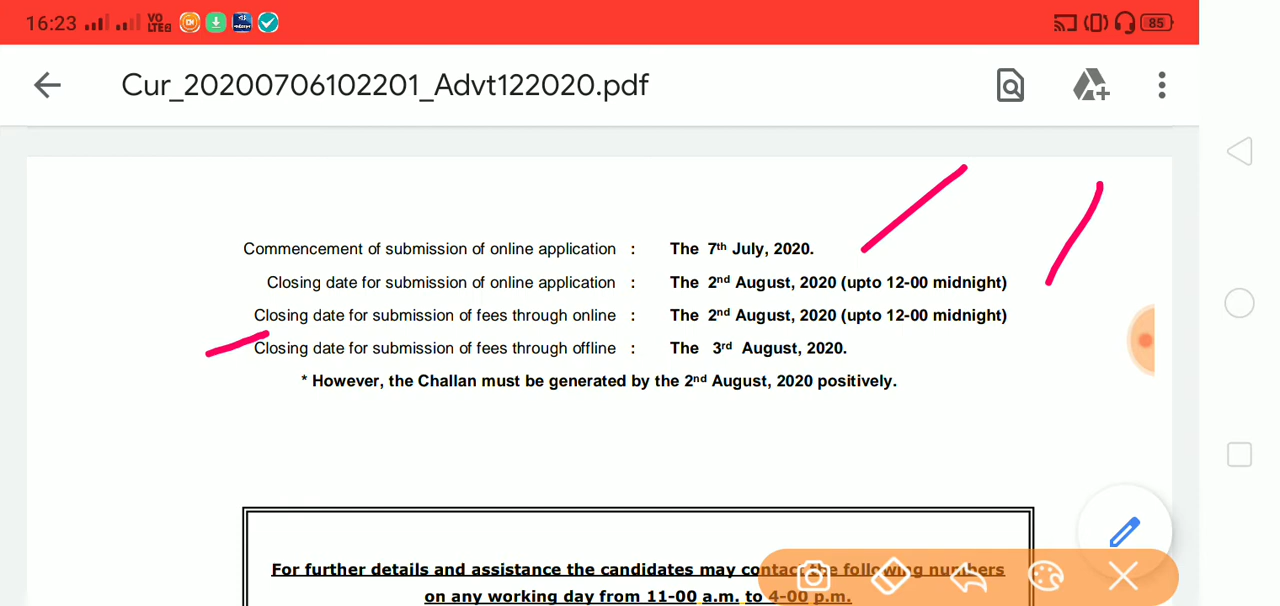 16:23 VO LTE2 85
Cur_20200706102201_Advt122020.pdf
Commencement of submission of online application : The 7th July, 2020.
Closing date for submission of online application : The 2nd August, 2020 (upto 12-00 midnight)
Closing date for submission of fees through online : The 2nd August, 2020 (upto 12-00 midnight)
Closing date for submission of fees through offline : The 3rd August, 2020.
* However, the Challan must be generated by the 2nd August, 2020 positively.
For further details and assistance the candidates may contact the following numbers
on any working day from 11-00 a.m. to 4-00 p.m.